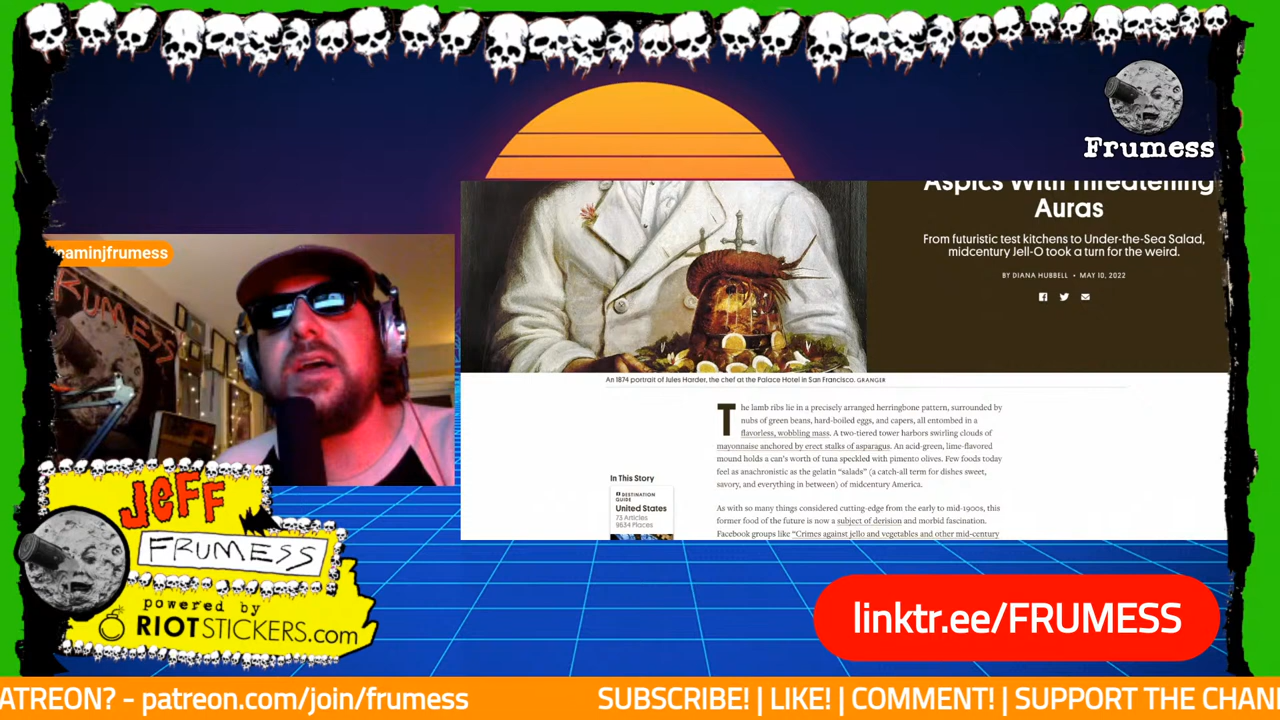 Frumess
Aspics With Threatening
Auras
From futuristic test kitchens to Under-the-Sea Salad,
midcentury Jell-O took a turn for the weird.
BY DIANA HUBBELL • MAY 10, 2022
eaminjfrumess
FRUMESS
An 1874 portrait of Jules Harder, the chef at the Palace Hotel in San Francisco. GRANGER
The lamb ribs lie in a precisely arranged herringbone pattern, surrounded by
nubs of green beans, hard-boiled eggs, and capers, all entombed in a
flavorless, wobbling mass. A two-tiered tower harbors swirling clouds of
mayonnaise anchored by erect stalks of asparagus. An acid-green, lime-flavored
mound holds a can's worth of tuna speckled with pimento olives. Few foods today
feel as anachronistic as the gelatin "salads" (a catch-all term for dishes sweet,
savory, and everything in between) of midcentury America.
In This Story
DESTINATION
GUIDE
United States
73 Articles
9834 Places
As with so many things considered cutting-edge from the early to mid-1900s, this
former food of the future is now a subject of derision and morbid fascination.
Facebook groups like "Crimes against jello and vegetables and other mid-century
JEFF
FRUMESS
powered by
RIOTSTICKERS.com
linktr.ee/FRUMESS
ATREON? - patreon.com/join/frumess SUBSCRIBE! | LIKE! | COMMENT! | SUPPORT THE CHAN